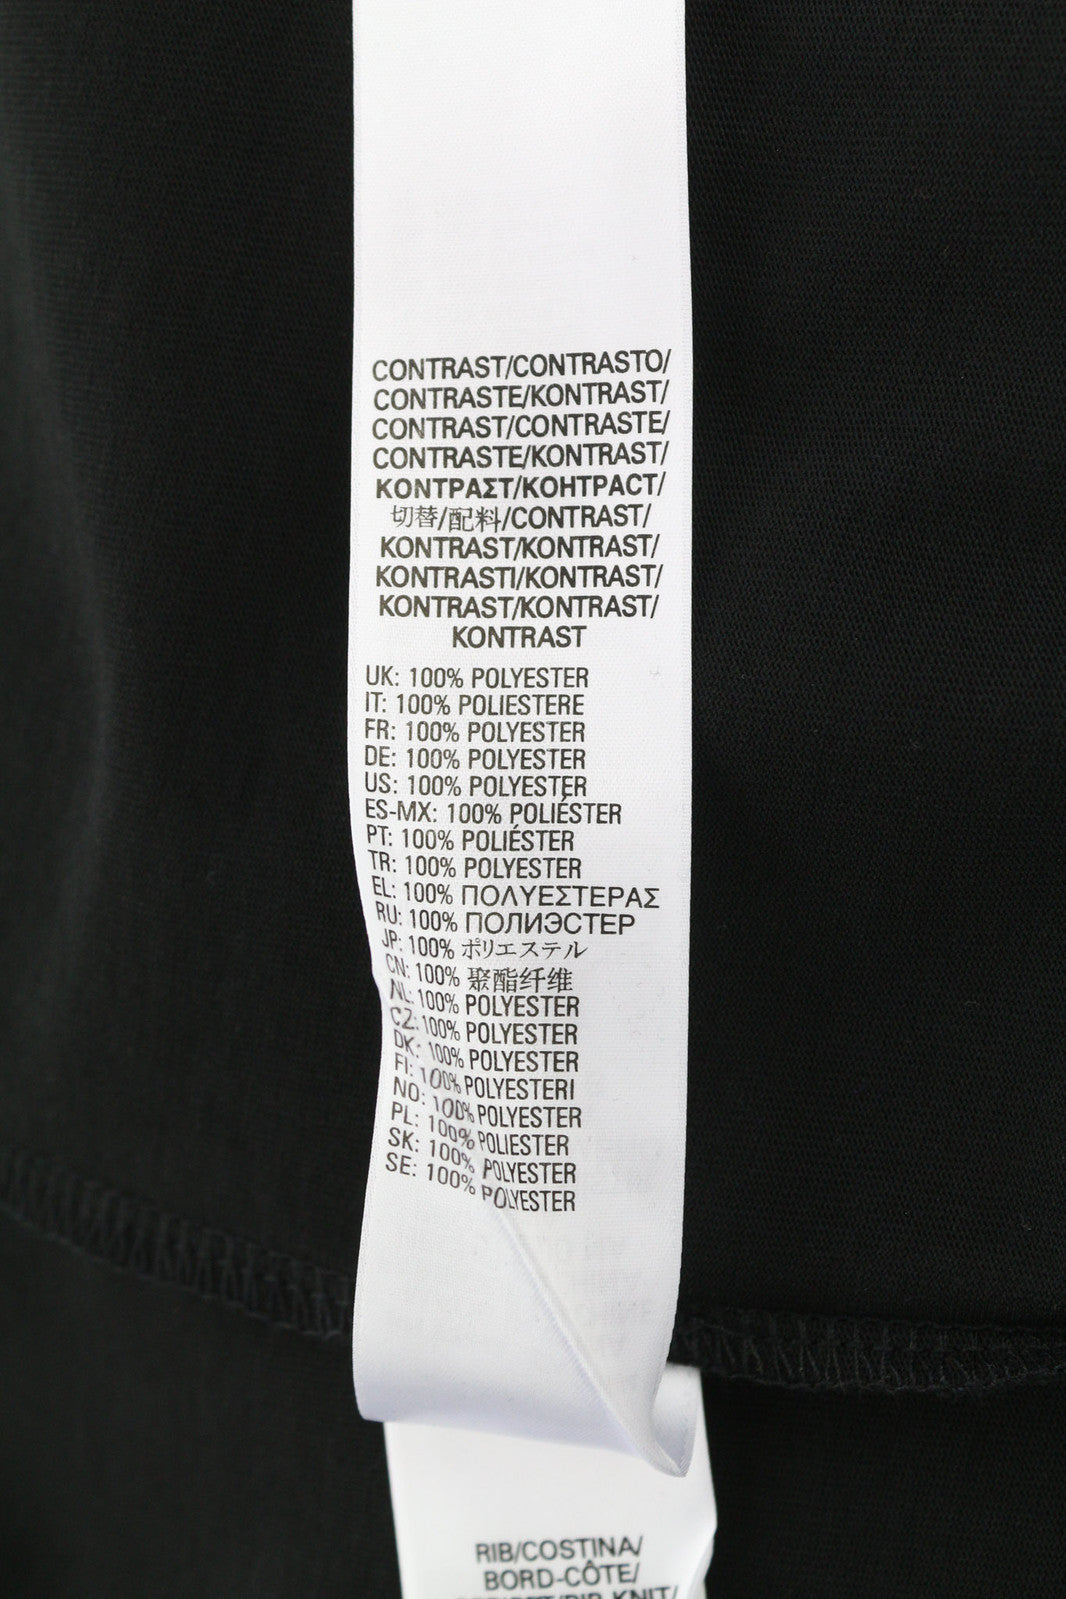 CONTRAST/CONTRASTO/
CONTRASTE/KONTRAST/
CONTRAST/CONTRASTE/
CONTRASTE/KONTRAST/
ΚΟΝΤΡΑΣΤ/КОНТРАСТ/
切替/配料/CONTRAST/
KONTRAST/KONTRAST/
KONTRASTI/KONTRAST/
KONTRAST/KONTRAST/
KONTRAST
UK: 100% POLYESTER
IT: 100% POLIESTERE
FR: 100% POLYESTER
DE: 100% POLYESTER
US: 100% POLYESTER
ES-MX: 100% POLIÉSTER
PT: 100% POLIÉSTER
TR: 100% POLYESTER
EL: 100% ΠΟΛΥΕΣΤΕΡΑΣ
RU: 100% ПОЛИЭСТЕР
JP: 100% ポリエステル
CN: 100% 聚酯纤维
NL: 100% POLYESTER
CZ: 100% POLYESTER
DK: 100% POLYESTER
FI: 100% POLYESTERI
NO: 100% POLYESTER
PL: 100% POLIESTER
SK: 100% POLYESTER
SE: 100% POLYESTER
RIB/COSTINA/
BORD-CÔTE/